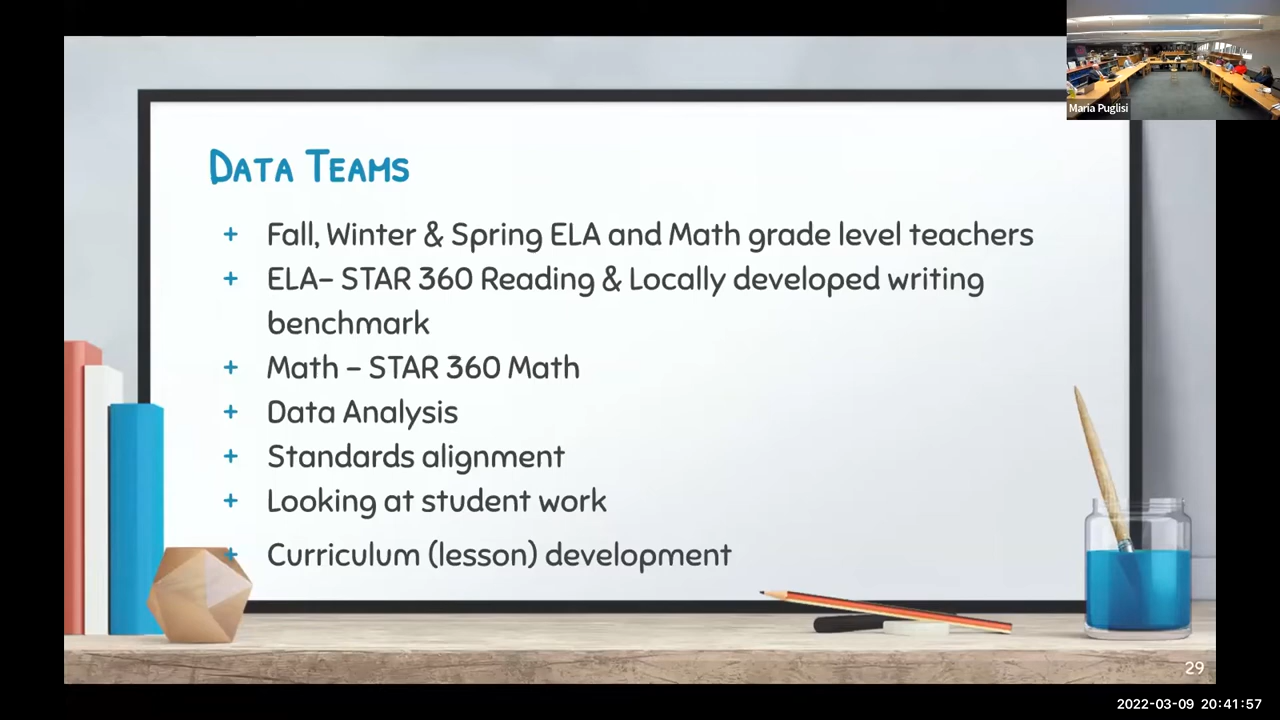 Maria Puglisi
Data Teams
+ Fall, Winter & Spring ELA and Math grade level teachers
+ ELA– STAR 360 Reading & Locally developed writing
benchmark
+ Math – STAR 360 Math
+ Data Analysis
+ Standards alignment
+ Looking at student work
+ Curriculum (lesson) development
29
2022-03-09 20:41:57